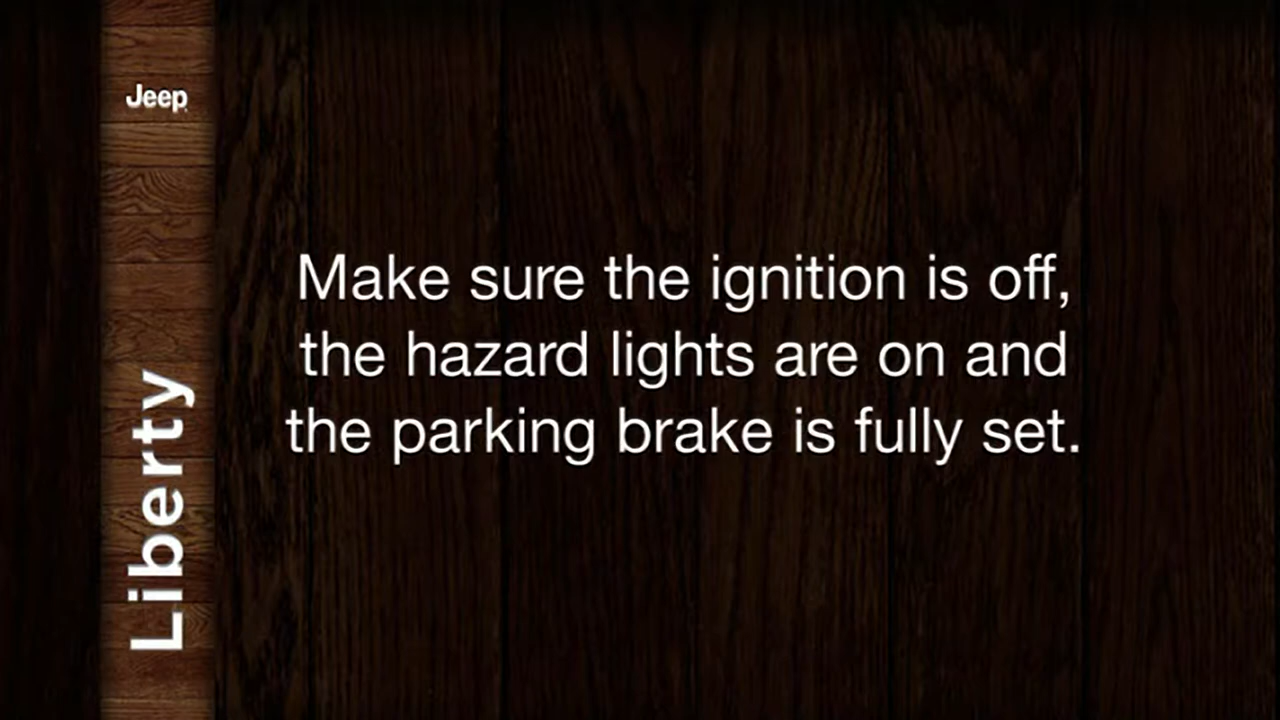 Jeep
Liberty
Make sure the ignition is off,
the hazard lights are on and
the parking brake is fully set.